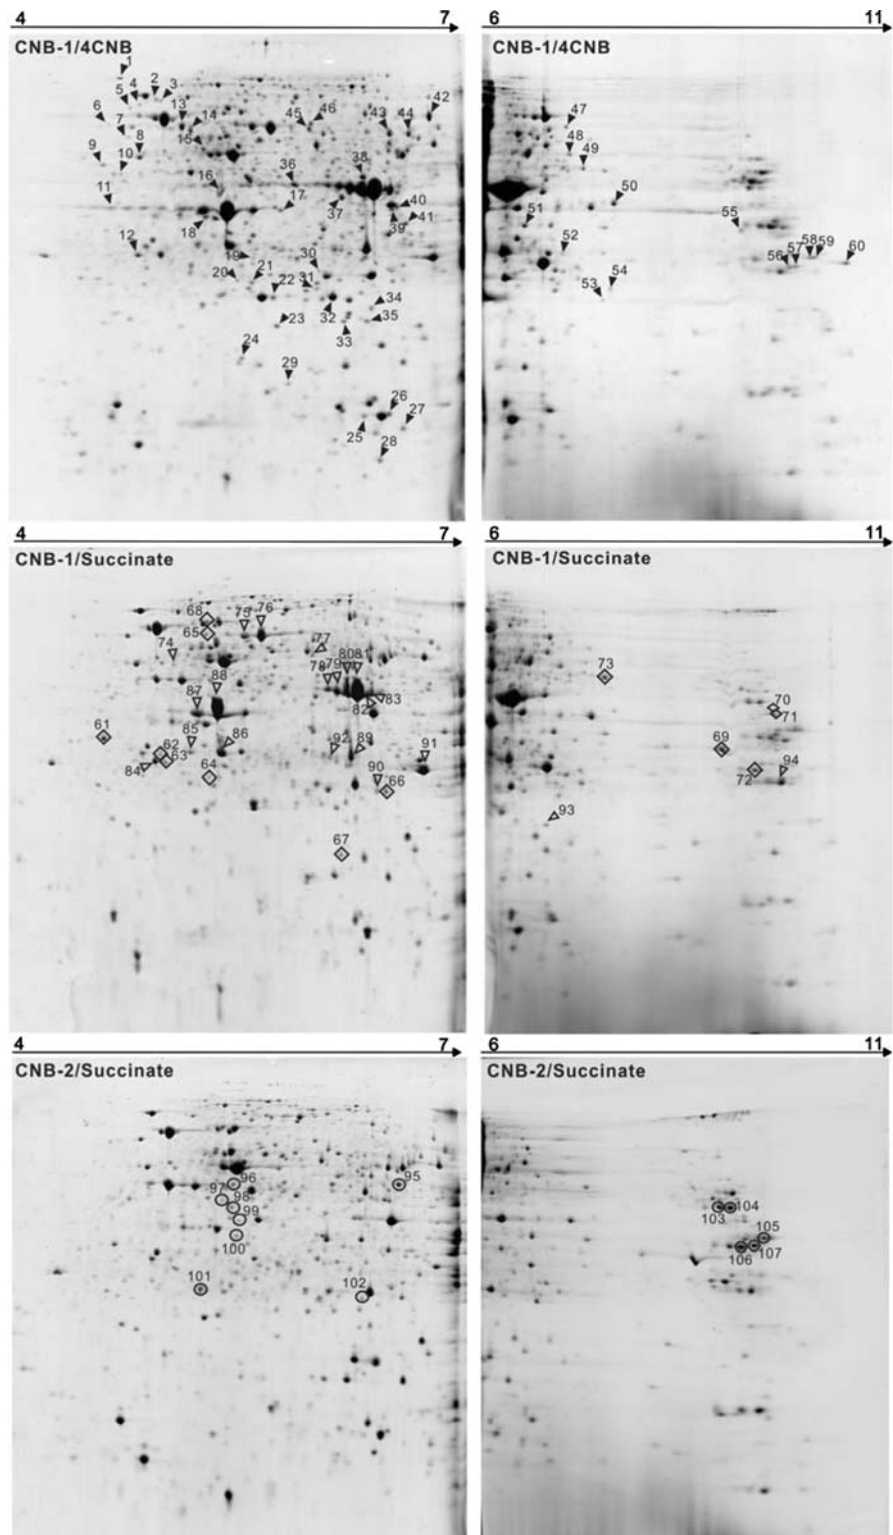 4 7 6 11
CNB-1/4CNB CNB-1/4CNB
1
2 3
5 4
6 13 14 45 46 43 44 42 47
7 8 15 48
9 10 36 38 49
11 16 17 37 40 50
18 39 41 51 55
12 19 30 52 56 57 58 59 60
20 21 22 31 34 53 54
23 32 33 35
24
29
26 27
25
28
4 7 6 11
CNB-1/Succinate CNB-1/Succinate
68 75 76
65
74 77 73
78 79 80 81
87 88 82 83 70
71
61 85 86 92 89 91 69
62 63
84 64 90 66 72 94
93
67
4 7 6 11
CNB-2/Succinate CNB-2/Succinate
96 95
97 98
99 103 104
100 105
106 107
101 102